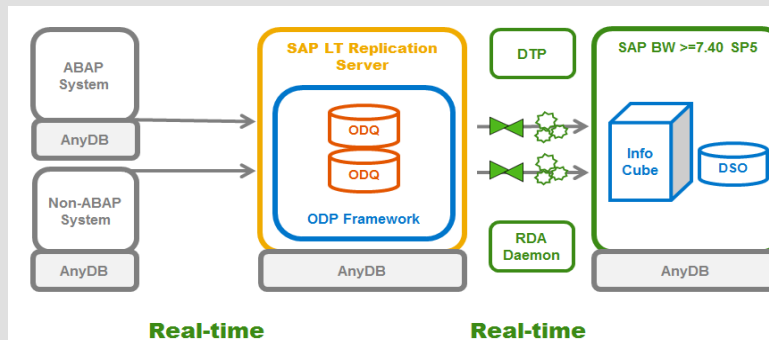 ABAP
System
AnyDB
Non-ABAP
System
AnyDB
SAP LT Replication
Server
ODQ
ODQ
ODP Framework
AnyDB
DTP
RDA
Daemon
SAP BW >=7.40 SP5
Info
Cube
DSO
AnyDB
Real-time
Real-time